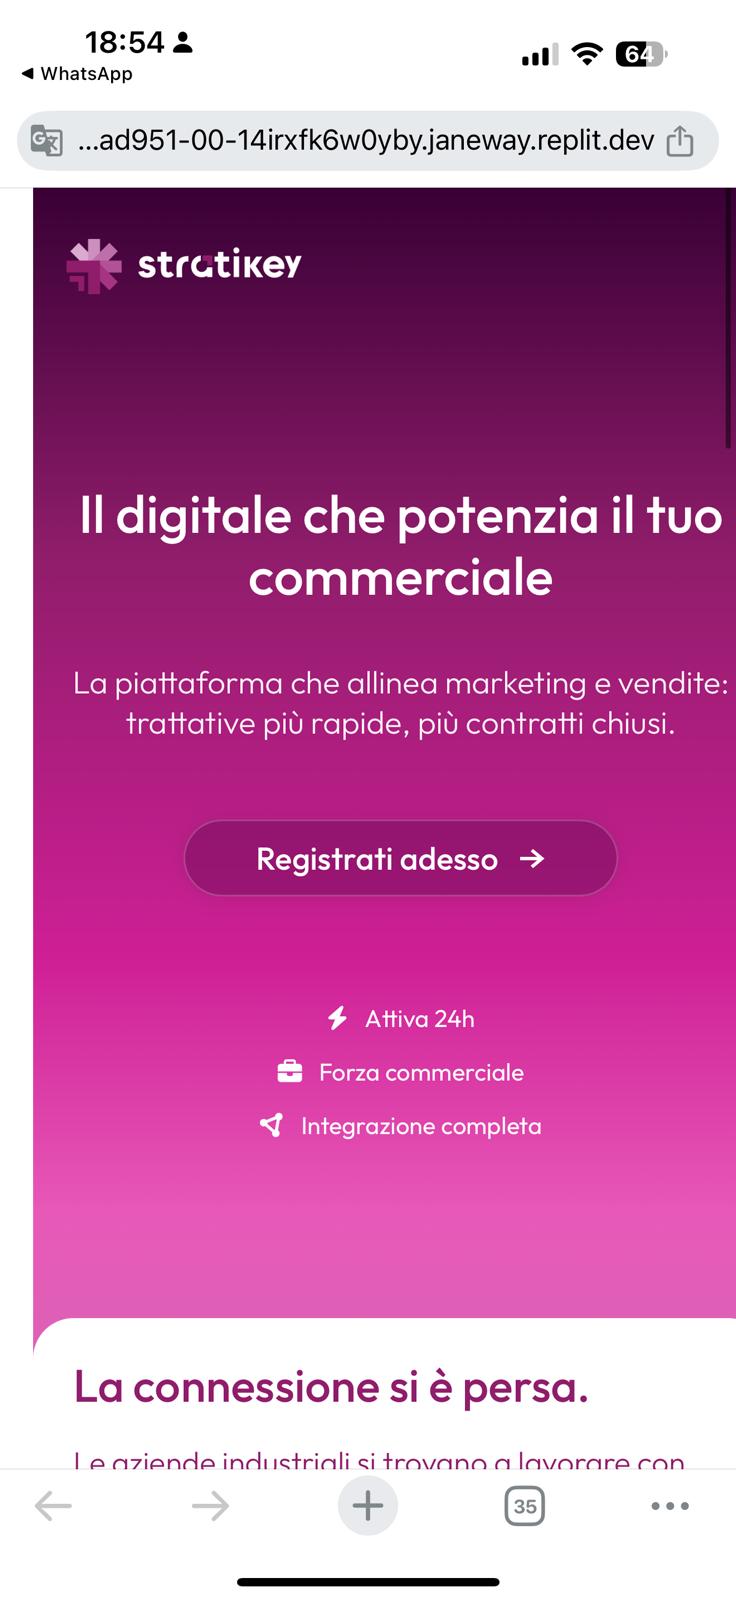 18:54
WhatsApp
64
...ad951-00-14irxfk6w0yby.janeway.replit.dev
stratikey
Il digitale che potenzia il tuo
commerciale
La piattaforma che allinea marketing e vendite:
trattative più rapide, più contratti chiusi.
Registrati adesso
Attiva 24h
Forza commerciale
Integrazione completa
La connessione si è persa.
Le aziende industriali si trovano a lavorare con
35